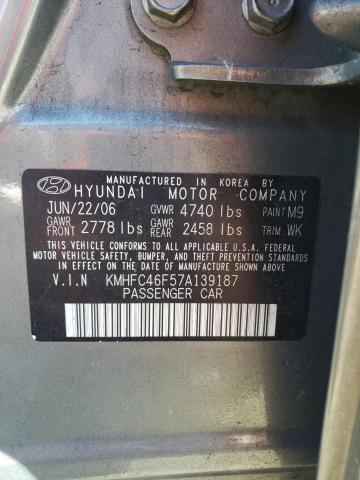 MANUFACTURED IN KOREA BY
HYUNDAI MOTOR COMPANY
JUN/22/06 GVWR 4740 lbs PAINT M9
GAWR FRONT 2778 lbs GAWR REAR 2458 lbs TRIM WK
THIS VEHICLE CONFORMS TO ALL APPLICABLE U.S.A. FEDERAL
MOTOR VEHICLE SAFETY, BUMPER, AND THEFT PREVENTION
STANDARDS IN EFFECT ON THE DATE OF MANUFACTURE SHOWN ABOVE.
V.I.N KMHFC46F57A139187
PASSENGER CAR